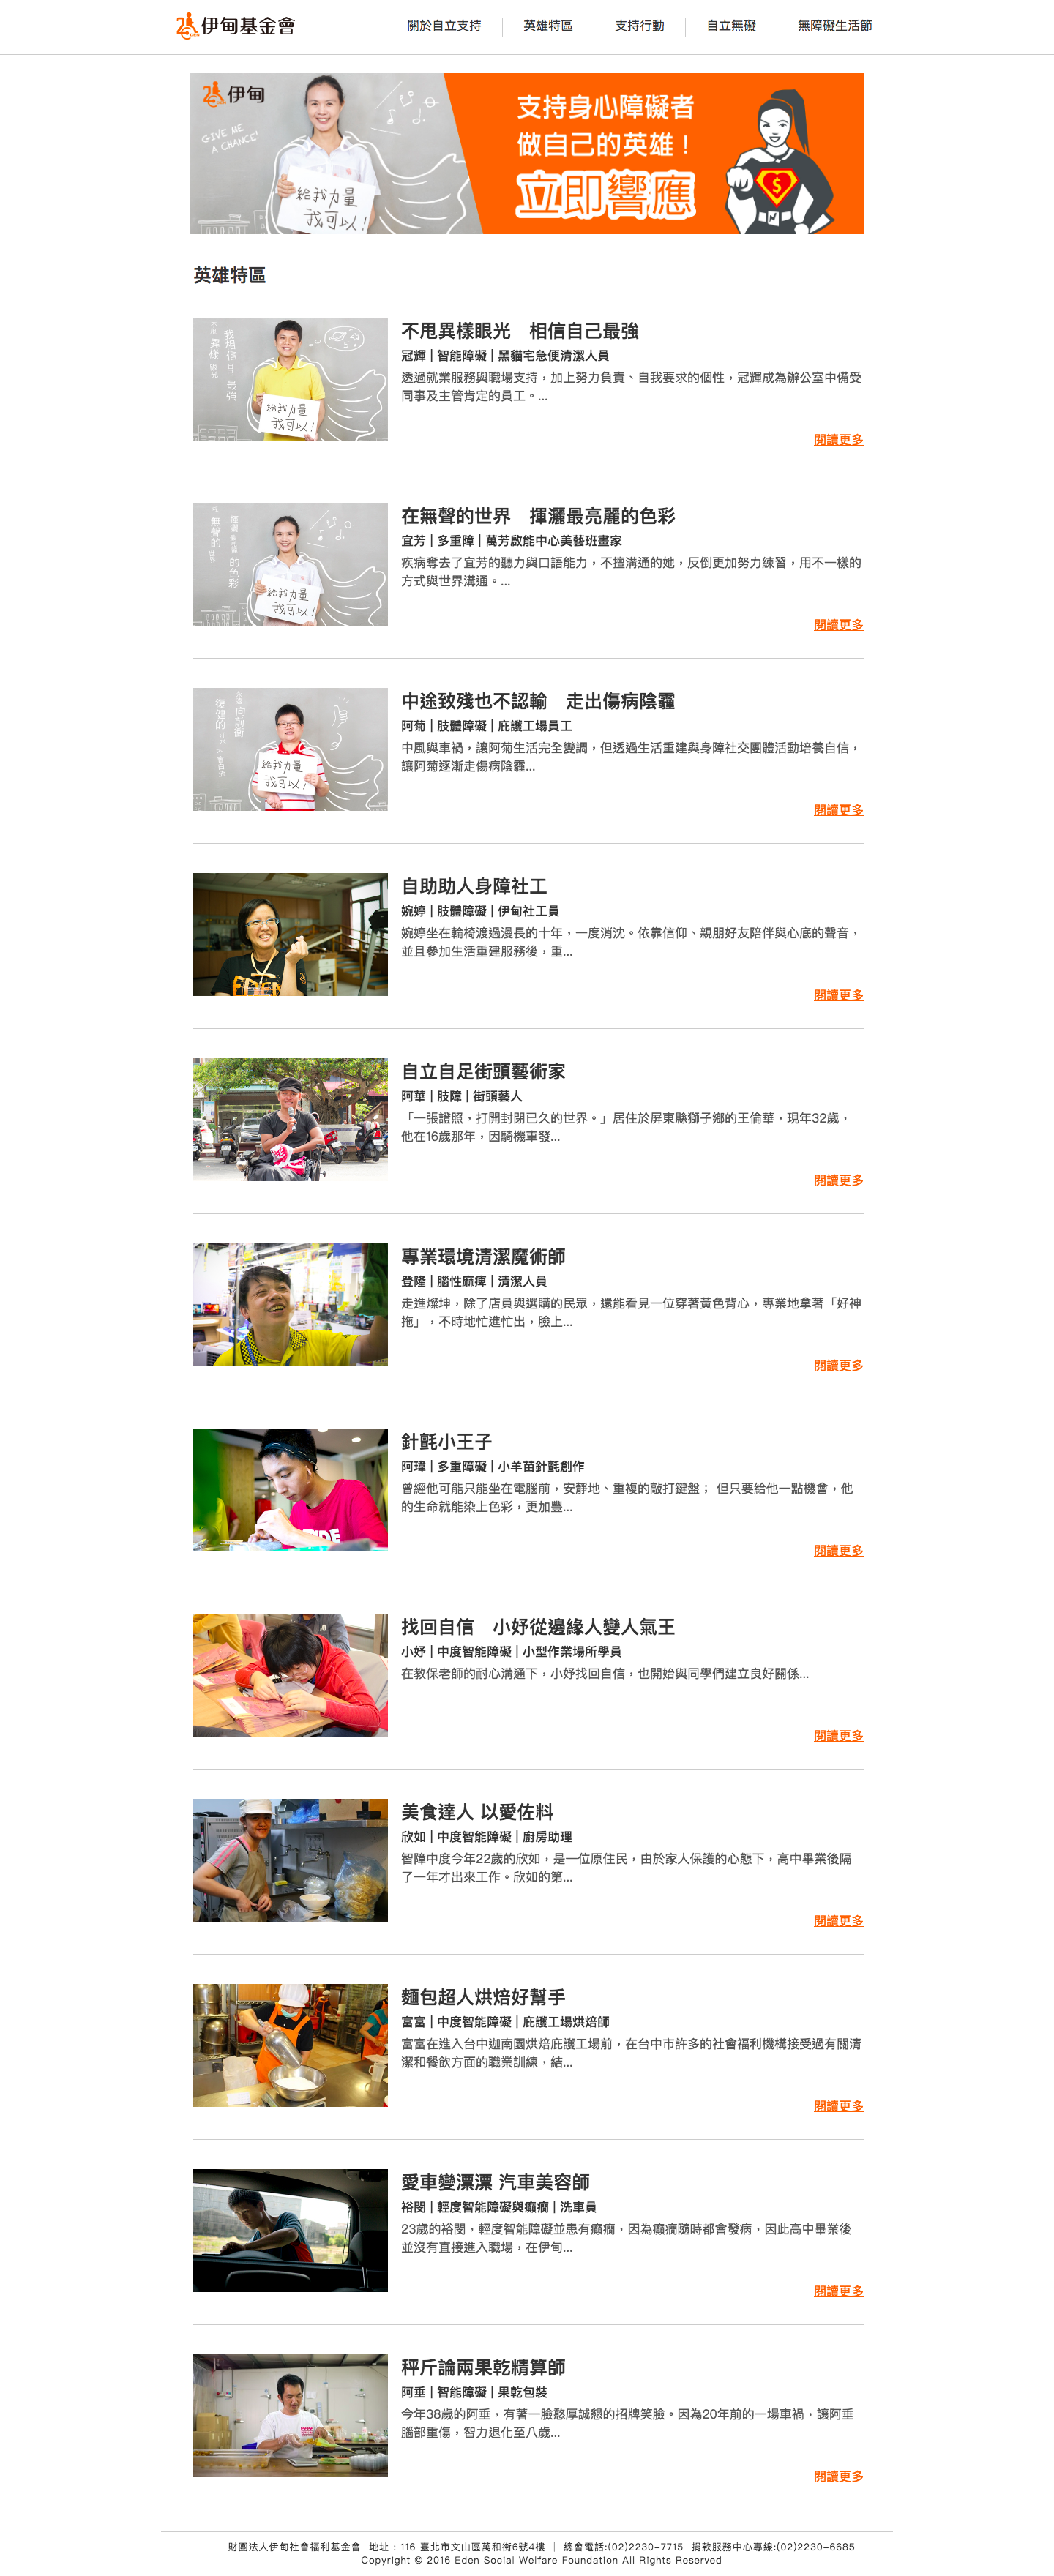 伊甸基金會
關於自立支持
英雄特區
支持行動
自立無礙
無障礙生活節
伊甸
GIVE ME
A CHANCE!
給我力量
我可以!
支持身心障礙者
做自己的英雄!
立即響應
英雄特區
不甩異樣眼光　相信自己最強
冠輝 | 智能障礙 | 黑貓宅急便清潔人員
透過就業服務與職場支持，加上努力負責、自我要求的個性，冠輝成為辦公室中備受
同事及主管肯定的員工。...
閱讀更多
不甩
異樣
眼光
我相信
自己
最強
給我力量
我可以!
在無聲的世界　揮灑最亮麗的色彩
宜芳 | 多重障 | 萬芳啟能中心美藝班畫家
疾病奪去了宜芳的聽力與口語能力，不擅溝通的她，反倒更加努力練習，用不一樣的
方式與世界溝通。...
閱讀更多
在
無聲的
世界
揮灑
的色彩
給我力量
我可以!
中途致殘也不認輸　走出傷病陰霾
阿菊 | 肢體障礙 | 庇護工場員工
中風與車禍，讓阿菊生活完全變調，但透過生活重建與身障社交團體活動培養自信，
讓阿菊逐漸走傷病陰霾...
閱讀更多
復健的
汗水
不會白流
向前衝
給我力量
我可以!
自助助人身障社工
婉婷 | 肢體障礙 | 伊甸社工員
婉婷坐在輪椅渡過漫長的十年，一度消沈。依靠信仰、親朋好友陪伴與心底的聲音，
並且參加生活重建服務後，重...
閱讀更多
自立自足街頭藝術家
阿華 | 肢障 | 街頭藝人
「一張證照，打開封閉已久的世界。」居住於屏東縣獅子鄉的王倫華，現年32歲，
他在16歲那年，因騎機車發...
閱讀更多
專業環境清潔魔術師
登隆 | 腦性麻痺 | 清潔人員
走進燦坤，除了店員與選購的民眾，還能看見一位穿著黃色背心，專業地拿著「好神
拖」，不時地忙進忙出，臉上...
閱讀更多
針氈小王子
阿瑋 | 多重障礙 | 小羊苗針氈創作
曾經他可能只能坐在電腦前，安靜地、重複的敲打鍵盤； 但只要給他一點機會，他
的生命就能染上色彩，更加豐...
閱讀更多
找回自信　小妤從邊緣人變人氣王
小妤 | 中度智能障礙 | 小型作業場所學員
在教保老師的耐心溝通下，小妤找回自信，也開始與同學們建立良好關係...
閱讀更多
美食達人 以愛佐料
欣如 | 中度智能障礙 | 廚房助理
智障中度今年22歲的欣如，是一位原住民，由於家人保護的心態下，高中畢業後隔
了一年才出來工作。欣如的第...
閱讀更多
麵包超人烘焙好幫手
富富 | 中度智能障礙 | 庇護工場烘焙師
富富在進入台中迦南園烘焙庇護工場前，在台中市許多的社會福利機構接受過有關清
潔和餐飲方面的職業訓練，結...
閱讀更多
愛車變漂漂 汽車美容師
裕閔 | 輕度智能障礙與癲癇 | 洗車員
23歲的裕閔，輕度智能障礙並患有癲癇，因為癲癇隨時都會發病，因此高中畢業後
並沒有直接進入職場，在伊甸...
閱讀更多
秤斤論兩果乾精算師
阿垂 | 智能障礙 | 果乾包裝
今年38歲的阿垂，有著一臉憨厚誠懇的招牌笑臉。因為20年前的一場車禍，讓阿垂
腦部重傷，智力退化至八歲...
閱讀更多
財團法人伊甸社會福利基金會 地址：116 臺北市文山區萬和街6號4樓 ｜ 總會電話:(02)2230-7715 捐款服務中心專線:(02)2230-6685
Copyright © 2016 Eden Social Welfare Foundation All Rights Reserved